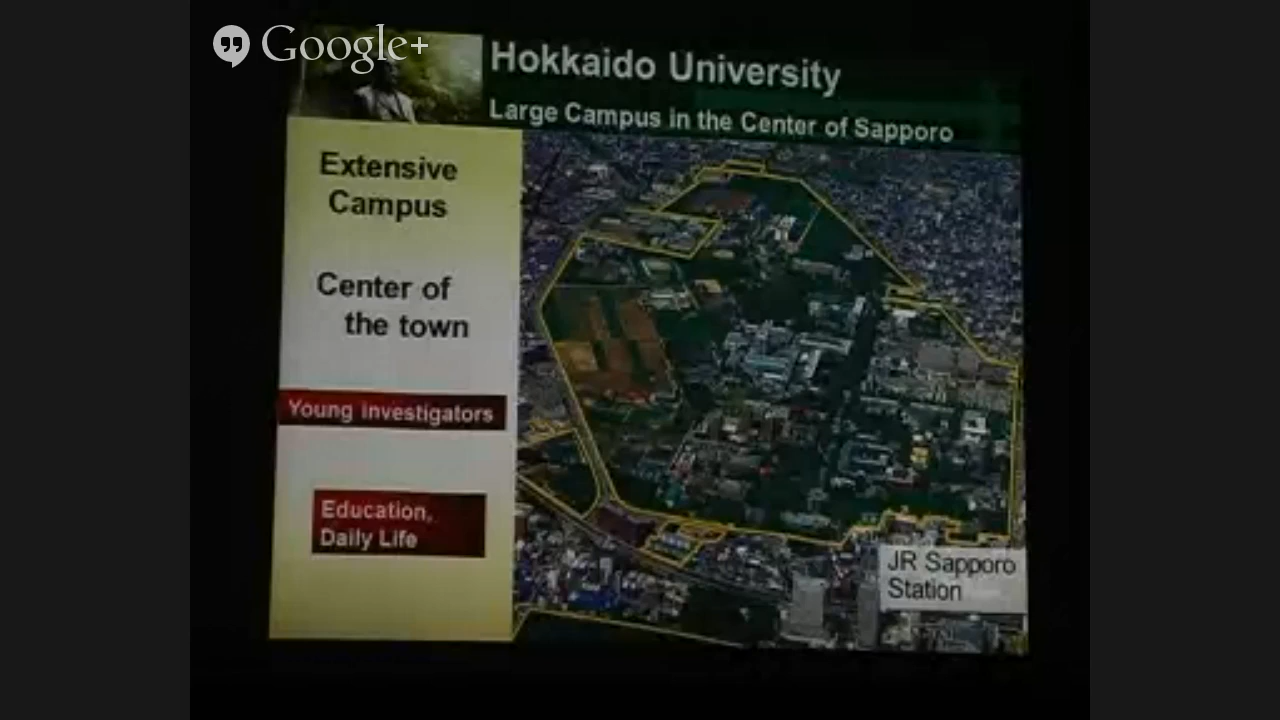 Google+
Hokkaido University
Large Campus in the Center of Sapporo
Extensive
Campus
Center of
the town
Young investigators
Education,
Daily Life
JR Sapporo
Station